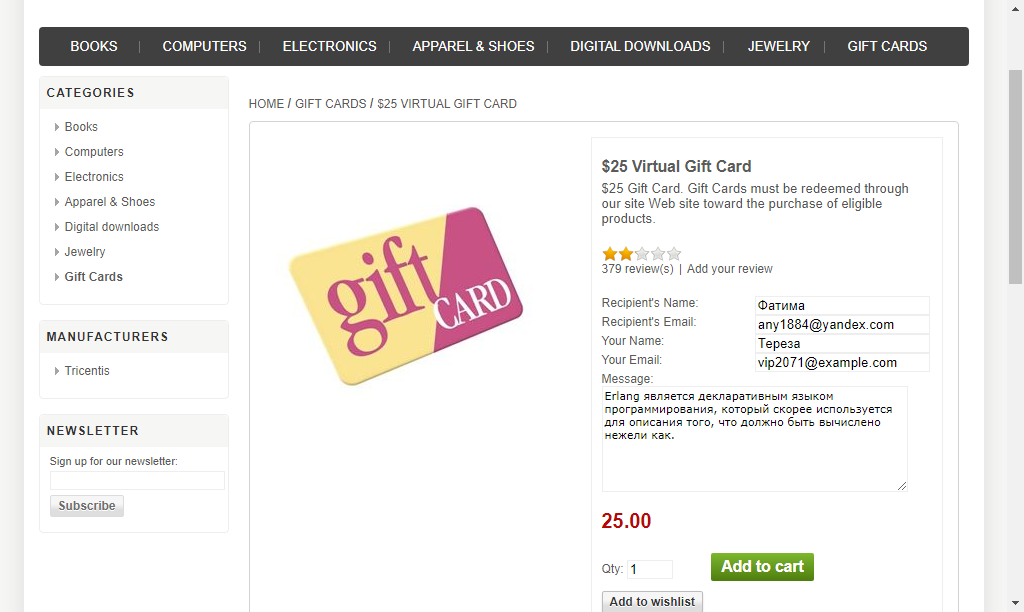 BOOKS COMPUTERS ELECTRONICS APPAREL & SHOES DIGITAL DOWNLOADS JEWELRY GIFT CARDS
CATEGORIES
Books
Computers
Electronics
Apparel & Shoes
Digital downloads
Jewelry
Gift Cards
MANUFACTURERS
Tricentis
NEWSLETTER
Sign up for our newsletter:
Subscribe
HOME / GIFT CARDS / $25 VIRTUAL GIFT CARD
gift
CARD
$25 Virtual Gift Card
$25 Gift Card. Gift Cards must be redeemed through
our site Web site toward the purchase of eligible
products.
379 review(s) | Add your review
Recipient's Name: Фатима
Recipient's Email: any1884@yandex.com
Your Name: Тереза
Your Email: vip2071@example.com
Message:
Erlang является декларативным языком
программирования, который скорее используется
для описания того, что должно быть вычислено
нежели как.
25.00
Qty: 1 Add to cart
Add to wishlist